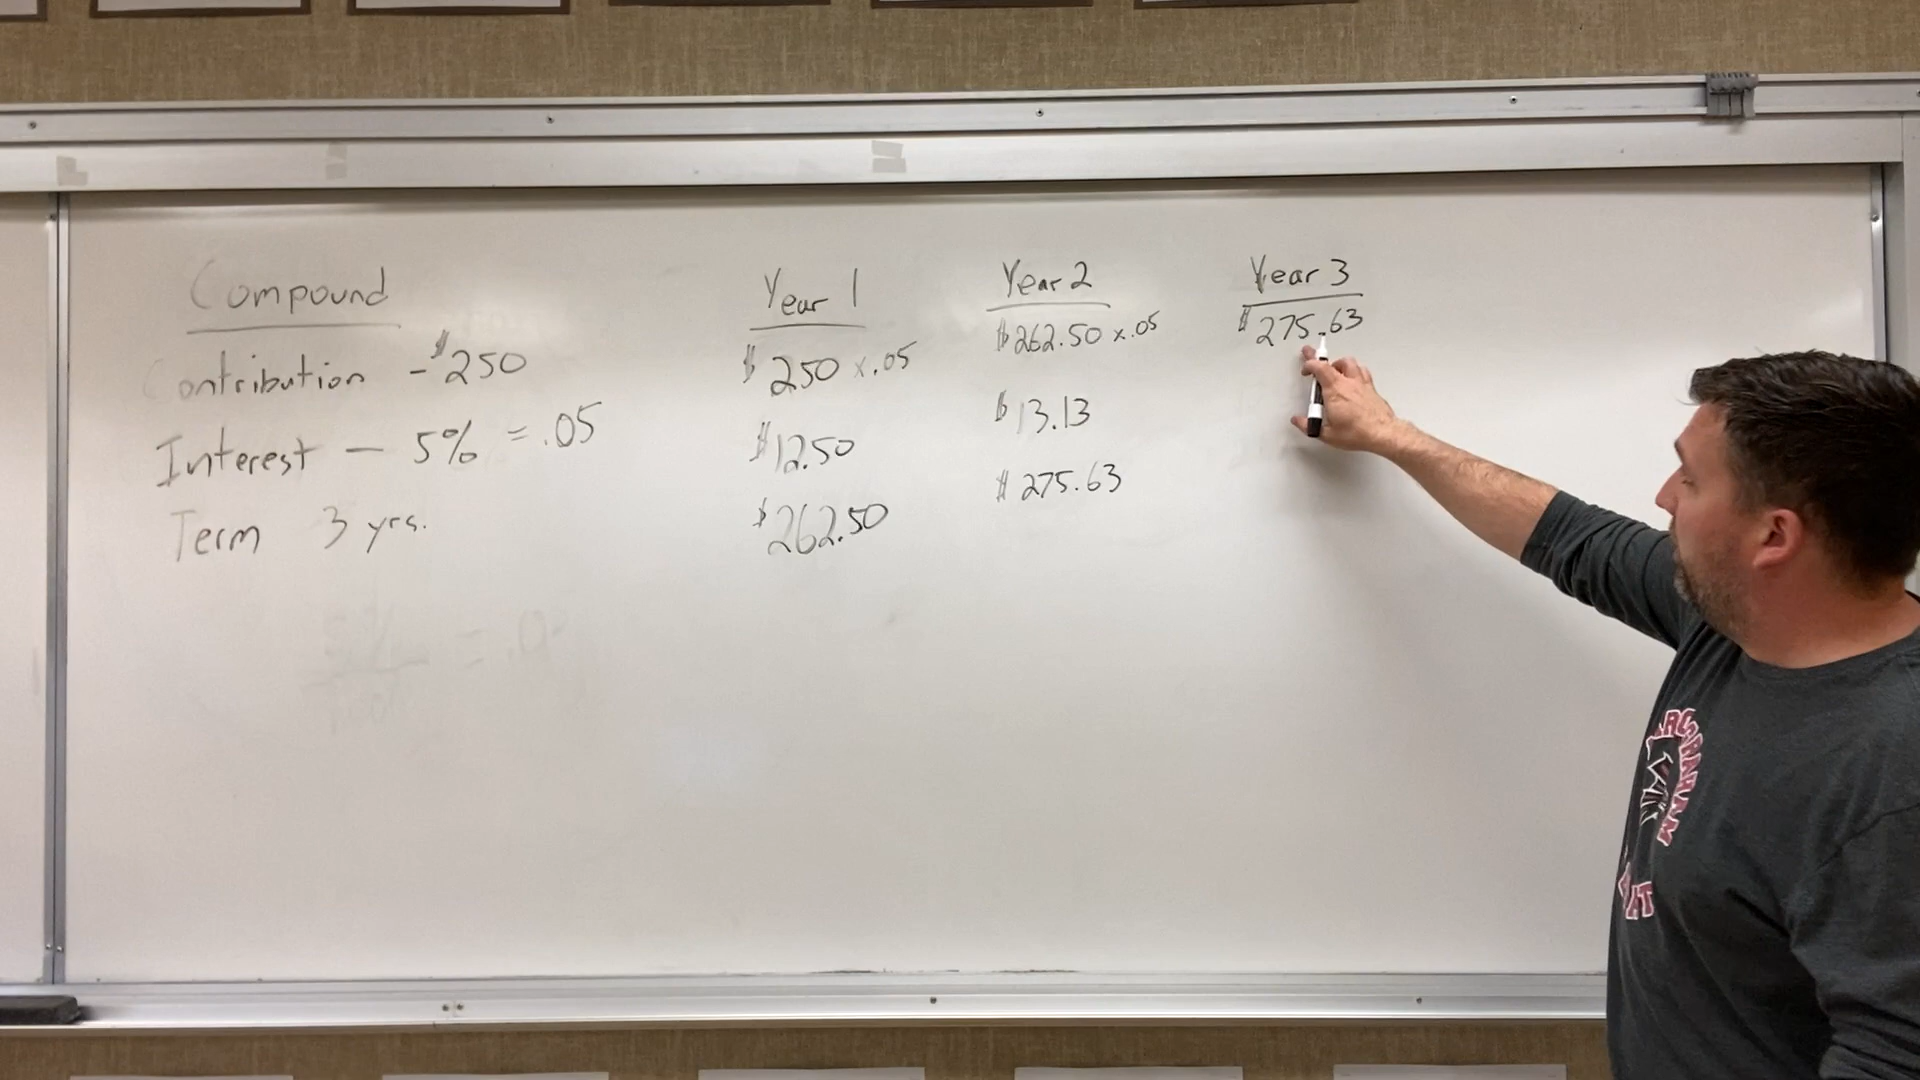 Compound
Contribution - $250
Interest — 5% = .05
Term 3 yrs.
Year 1
$250 x .05
$12.50
$262.50
Year 2
$262.50 x .05
$13.13
$275.63
Year 3
$275.63